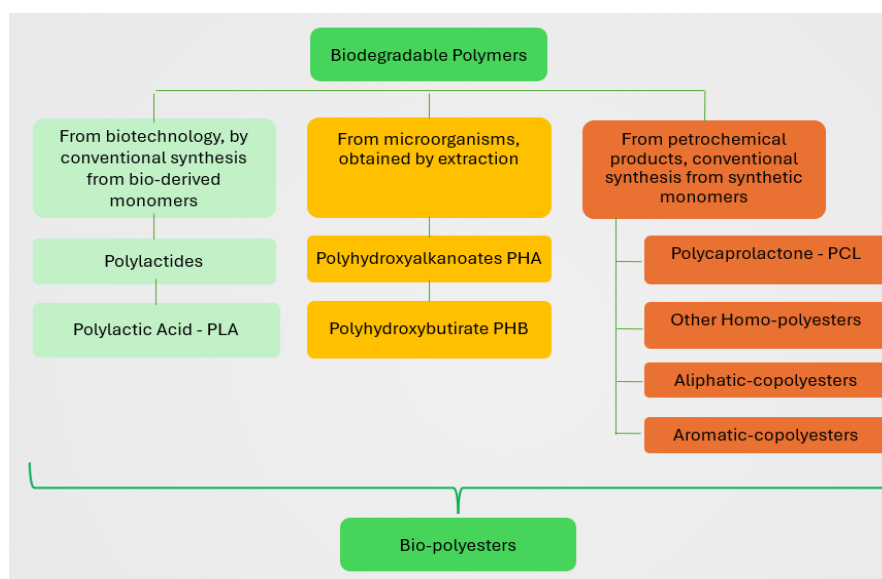 Biodegradable Polymers
From biotechnology, by
conventional synthesis
from bio-derived
monomers
From microorganisms,
obtained by extraction
From petrochemical
products, conventional
synthesis from synthetic
monomers
Polylactides
Polylactic Acid - PLA
Polyhydroxyalkanoates PHA
Polyhydroxybutirate PHB
Polycaprolactone - PCL
Other Homo-polyesters
Aliphatic-copolyesters
Aromatic-copolyesters
Bio-polyesters